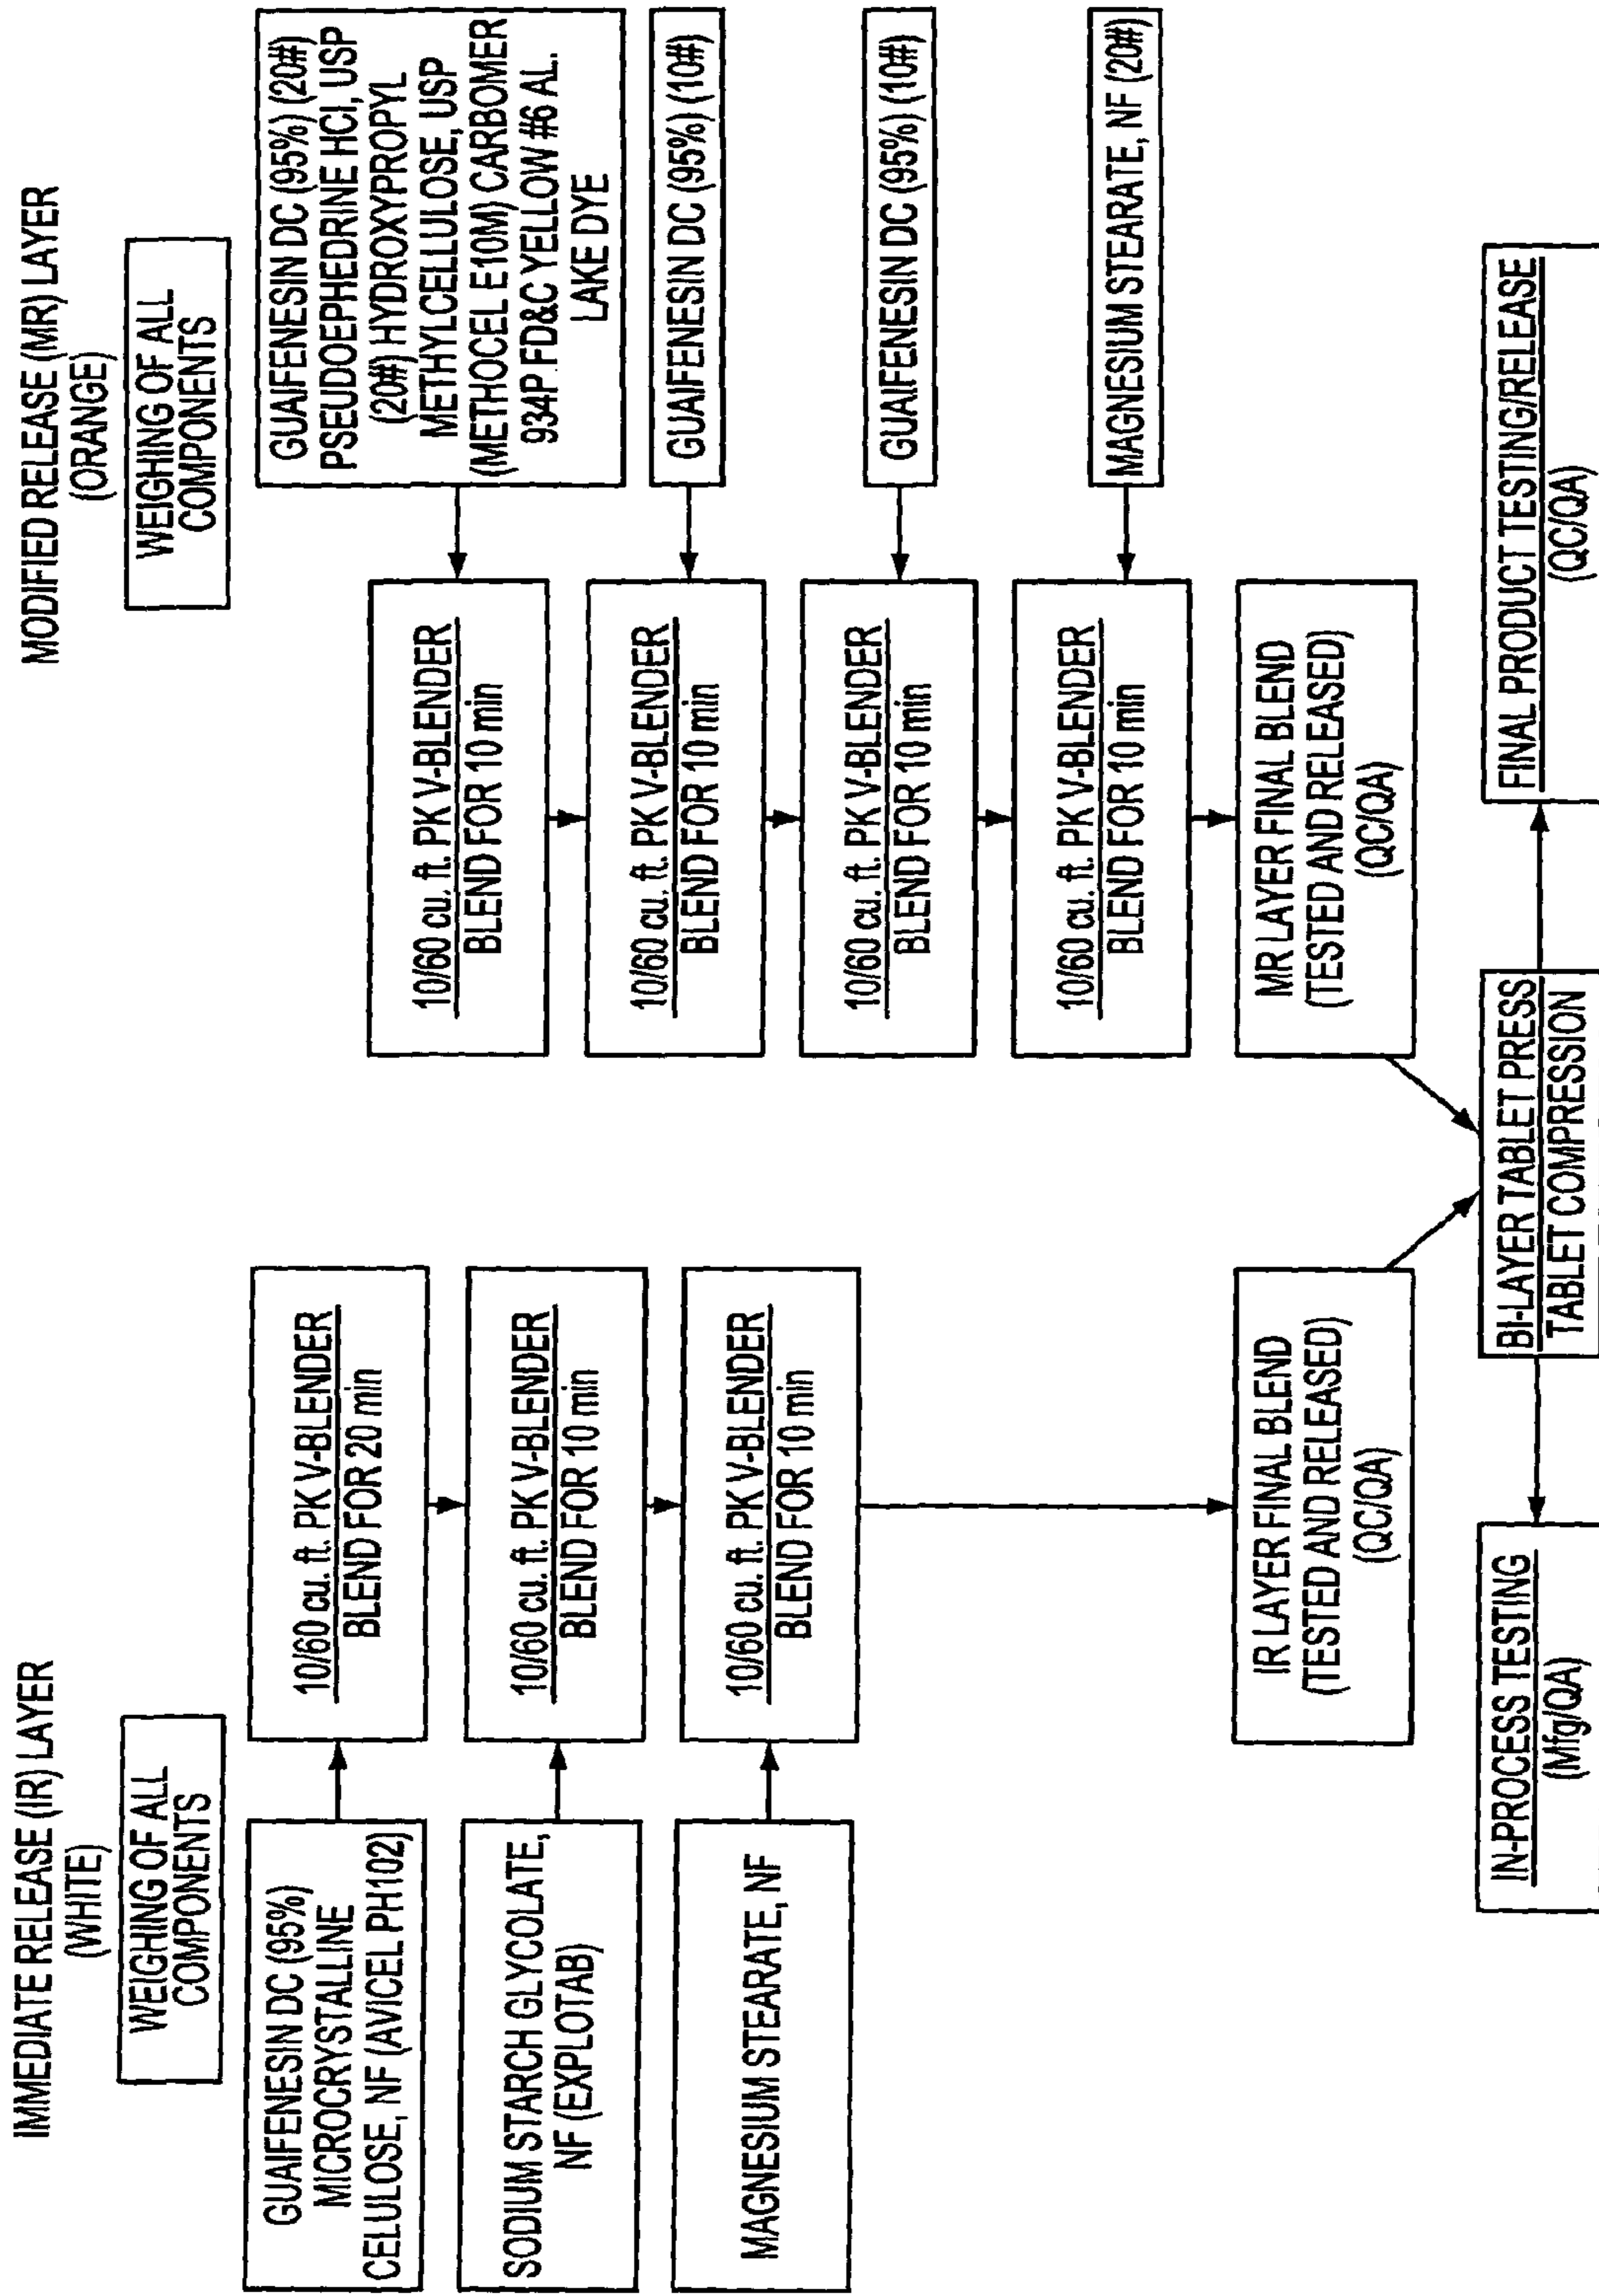 IMMEDIATE RELEASE (IR) LAYER
(WHITE)
WEIGHING OF ALL
COMPONENTS
GUAIFENESIN DC (95%)
MICROCRYSTALLINE
CELULOSE, NF (AVICEL PH102)
10/60 cu. ft. PK V-BLENDER
BLEND FOR 20 min
SODIUM STARCH GLYCOLATE,
NF (EXPLOTAB)
10/60 cu. ft. PK V-BLENDER
BLEND FOR 10 min
MAGNESIUM STEARATE, NF
10/60 cu. ft. PK V-BLENDER
BLEND FOR 10 min
IR LAYER FINAL BLEND
(TESTED AND RELEASED)
(QC/QA)
MODIFIED RELEASE (MR) LAYER
(ORANGE)
WEIGHING OF ALL
COMPONENTS
10/60 cu. ft. PK V-BLENDER
BLEND FOR 10 min
GUAIFENESIN DC (95%) (20#)
PSEUDOEPHEDRINE HCl, USP
(20#) HYDROXYPROPYL
METHYLCELLULOSE, USP
(METHOCEL E10M) CARBOMER
934P FD&C YELLOW #6 AL.
LAKE DYE
10/60 cu. ft. PK V-BLENDER
BLEND FOR 10 min
GUAIFENESIN DC (95%) (10#)
10/60 cu. ft. PK V-BLENDER
BLEND FOR 10 min
GUAIFENESIN DC (95%) (10#)
10/60 cu. ft. PK V-BLENDER
BLEND FOR 10 min
MAGNESIUM STEARATE, NF (20#)
MR LAYER FINAL BLEND
(TESTED AND RELEASED)
(QC/QA)
IN-PROCESS TESTING
(Mfg/QA)
BI-LAYER TABLET PRESS
TABLET COMPRESSION
FINAL PRODUCT TESTING/RELEASE
(QC/QA)